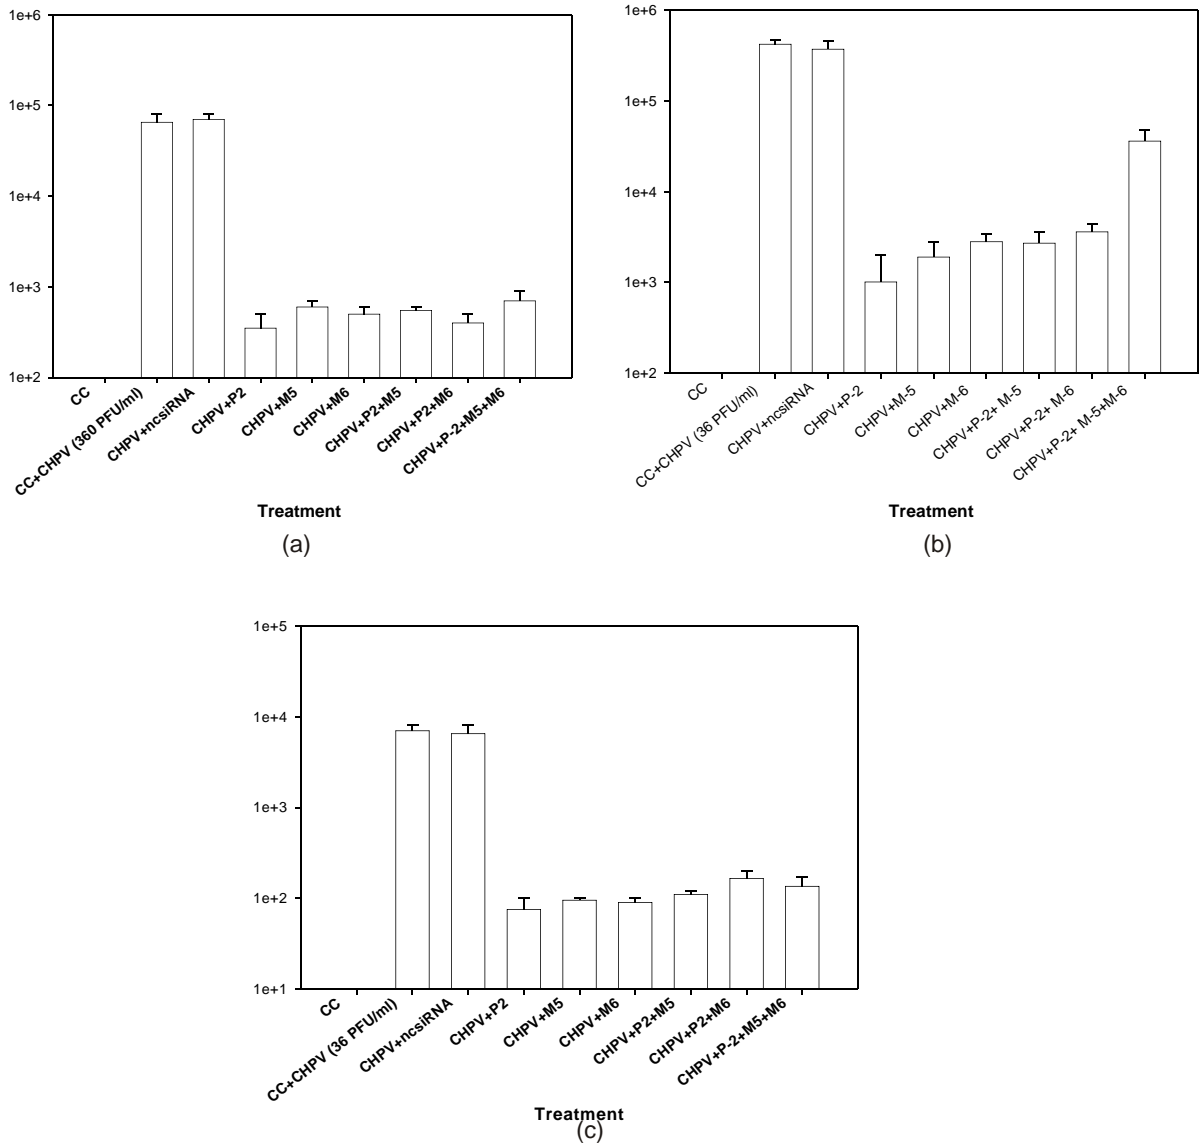 1e+6
1e+5
1e+4
1e+3
1e+2
CC
CC+CHPV (360 PFU/ml)
CHPV+ncsiRNA
CHPV+P2
CHPV+M5
CHPV+M6
CHPV+P2+M5
CHPV+P2+M6
CHPV+P-2+M5+M6
Treatment
(a)
1e+6
1e+5
1e+4
1e+3
1e+2
CC
CC+CHPV (36 PFU/ml)
CHPV+ncsiRNA
CHPV+P-2
CHPV+M-5
CHPV+M-6
CHPV+P-2+ M-5
CHPV+P-2+ M-6
CHPV+P-2+ M-5+M-6
Treatment
(b)
1e+5
1e+4
1e+3
1e+2
1e+1
CC
CC+CHPV (36 PFU/ml)
CHPV+ncsiRNA
CHPV+P2
CHPV+M5
CHPV+M6
CHPV+P2+M5
CHPV+P2+M6
CHPV+P-2+M5+M6
Treatment
(c)